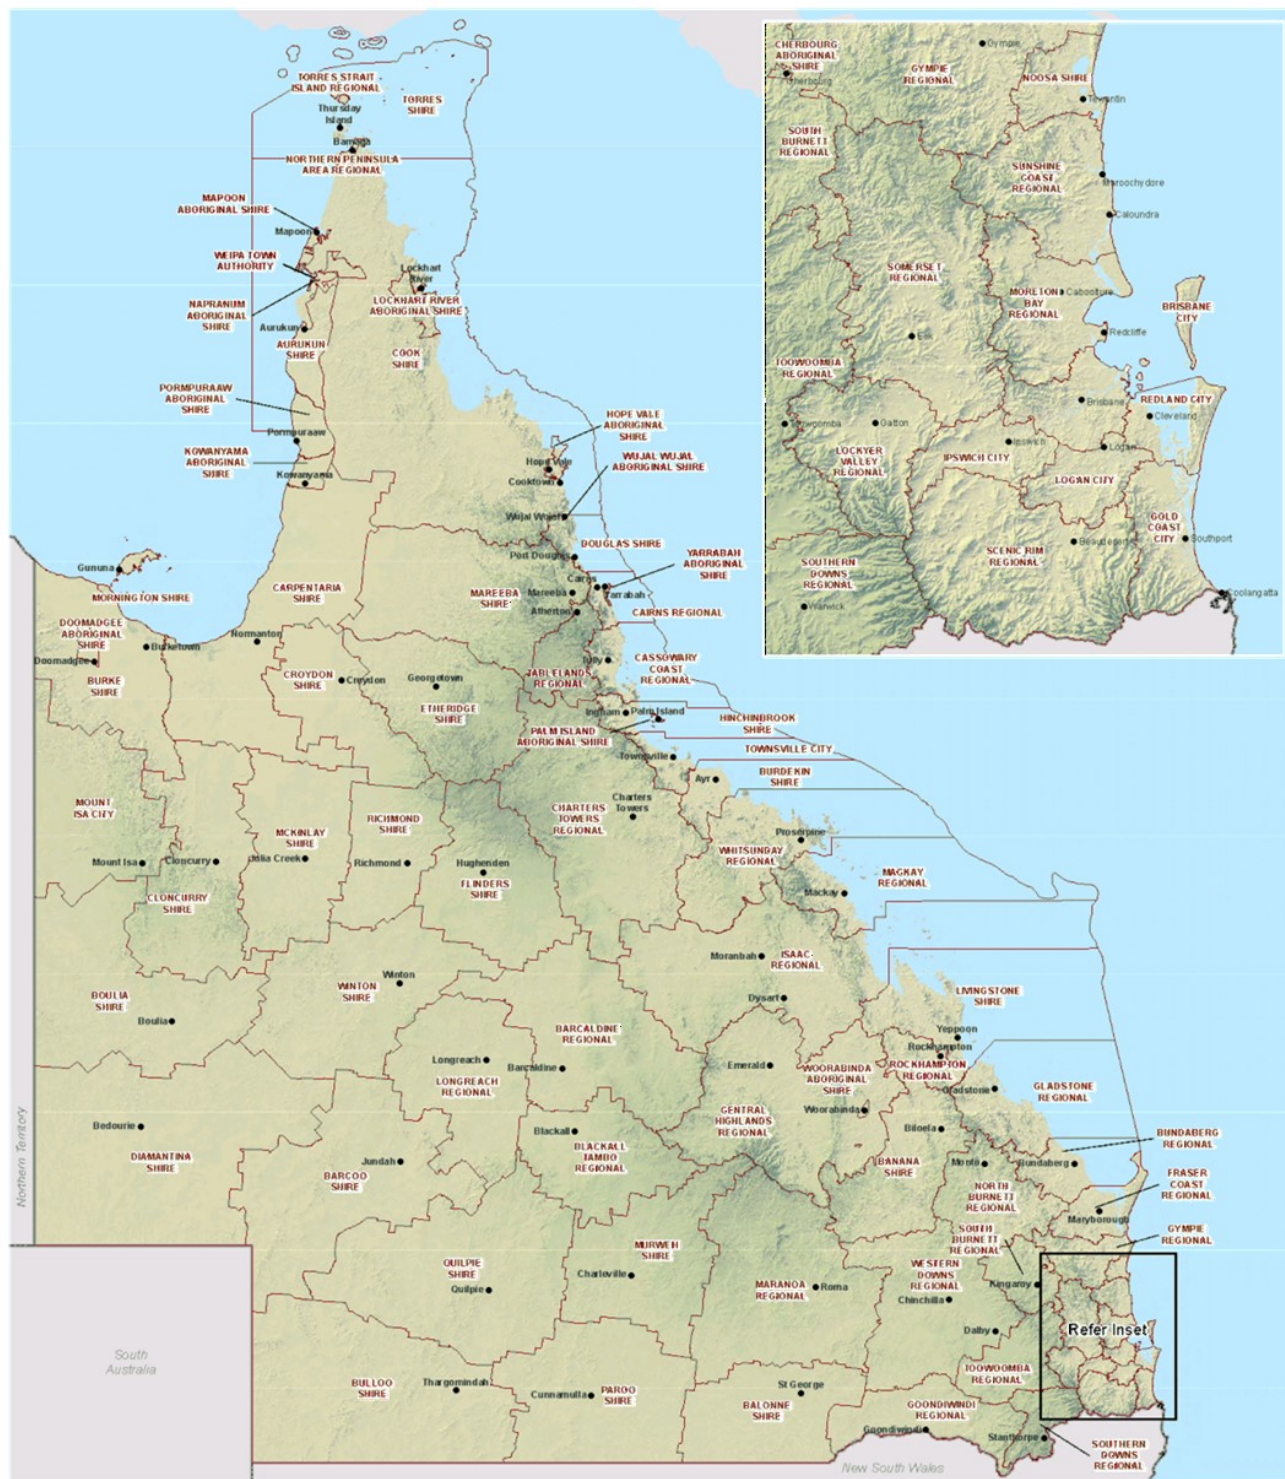 TORRES STRAIT
ISLAND REGIONAL
TORRES
SHIRE
Thursday
Island
Bamaga
NORTHERN PENINSULA
AREA REGIONAL
MAPOON
ABORIGINAL SHIRE
Mapoon
WEIPA TOWN
AUTHORITY
NAPRANUM
ABORIGINAL
SHIRE
Lockhart
River
LOCKHART RIVER
ABORIGINAL SHIRE
Aurukun
AURUKUN
SHIRE
COOK
SHIRE
PORMPURAAW
ABORIGINAL
SHIRE
Pormpuraaw
KOWANYAMA
ABORIGINAL
SHIRE
Kowanyama
HOPE VALE
ABORIGINAL
SHIRE
Hope Vale
WUJAL WUJAL
ABORIGINAL SHIRE
Cooktown
Wujal Wujal
DOUGLAS SHIRE
Port Douglas
YARRABAH
ABORIGINAL
SHIRE
Cairns
Yarrabah
Gununa
MORNINGTON SHIRE
CARPENTARIA
SHIRE
MAREEBA
SHIRE
Mareeba
Atherton
CAIRNS REGIONAL
DOOMADGEE
ABORIGINAL
SHIRE
Doomadgee
Burketown
BURKE
SHIRE
Normanton
CROYDON
SHIRE
Croydon
Georgetown
ETHERIDGE
SHIRE
TABLELANDS
REGIONAL
Tully
CASSOWARY
COAST
REGIONAL
Ingham
Palm Island
HINCHINBROOK
SHIRE
PALM ISLAND
ABORIGINAL SHIRE
Townsville
TOWNSVILLE CITY
Ayr
BURDEKIN
SHIRE
MOUNT
ISA CITY
Mount Isa
Cloncurry
CLONCURRY
SHIRE
MCKINLAY
SHIRE
Julia Creek
RICHMOND
SHIRE
Richmond
Hughenden
FLINDERS
SHIRE
CHARTERS
TOWERS
REGIONAL
Charters
Towers
Proserpine
WHITSUNDAY
REGIONAL
Mackay
MACKAY
REGIONAL
BOULIA
SHIRE
Boulia
WINTON
SHIRE
Winton
Moranbah
ISAAC
REGIONAL
Dysart
LIVINGSTONE
SHIRE
Yeppoon
Rockhampton
ROCKHAMPTON
REGIONAL
BARCALDINE
REGIONAL
Barcaldine
Longreach
LONGREACH
REGIONAL
Emerald
WOORABINDA
ABORIGINAL
SHIRE
Woorabinda
Gladstone
GLADSTONE
REGIONAL
CENTRAL
HIGHLANDS
REGIONAL
Bedourie
DIAMANTINA
SHIRE
Jundah
BARCOO
SHIRE
Blackall
BLACKALL
TAMBO
REGIONAL
Biloela
BANANA
SHIRE
Monto
Bundaberg
BUNDABERG
REGIONAL
NORTH
BURNETT
REGIONAL
FRASER
COAST
REGIONAL
Maryborough
GYMPIE
REGIONAL
SOUTH
BURNETT
REGIONAL
Kingaroy
QUILPIE
SHIRE
Quilpie
MURWEH
SHIRE
Charleville
MARANOA
REGIONAL
Roma
WESTERN
DOWNS
REGIONAL
Chinchilla
Dalby
Refer Inset
TOOWOOMBA
REGIONAL
BULLOO
SHIRE
Thargomindah
Cunnamulla
PAROO
SHIRE
St George
BALONNE
SHIRE
GOONDIWINDI
REGIONAL
Goondiwindi
Stanthorpe
SOUTHERN
DOWNS
REGIONAL
Northern Territory
South
Australia
New South Wales
CHERBOURG
ABORIGINAL
SHIRE
Cherbourg
Gympie
GYMPIE
REGIONAL
NOOSA SHIRE
Tewantin
SOUTH
BURNETT
REGIONAL
SUNSHINE
COAST
REGIONAL
Maroochydore
Caloundra
SOMERSET
REGIONAL
MORETON
BAY
REGIONAL
Caboolture
BRISBANE
CITY
Redcliffe
Esk
TOOWOOMBA
REGIONAL
Brisbane
REDLAND CITY
Cleveland
Toowoomba
Gatton
LOCKYER
VALLEY
REGIONAL
Ipswich
IPSWICH CITY
Logan
LOGAN CITY
GOLD
COAST
CITY
Southport
Beaudesert
SCENIC RIM
REGIONAL
SOUTHERN
DOWNS
REGIONAL
Warwick
Coolangatta